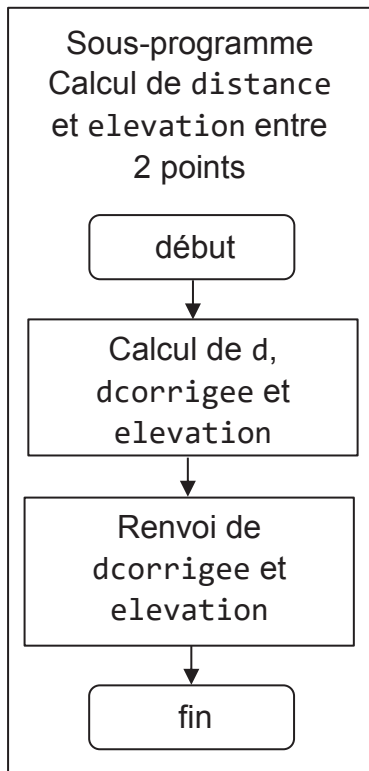 Sous-programme
Calcul de distance
et elevation entre
2 points
début
Calcul de d,
dcorrigee et
elevation
Renvoi de
dcorrigee et
elevation
fin